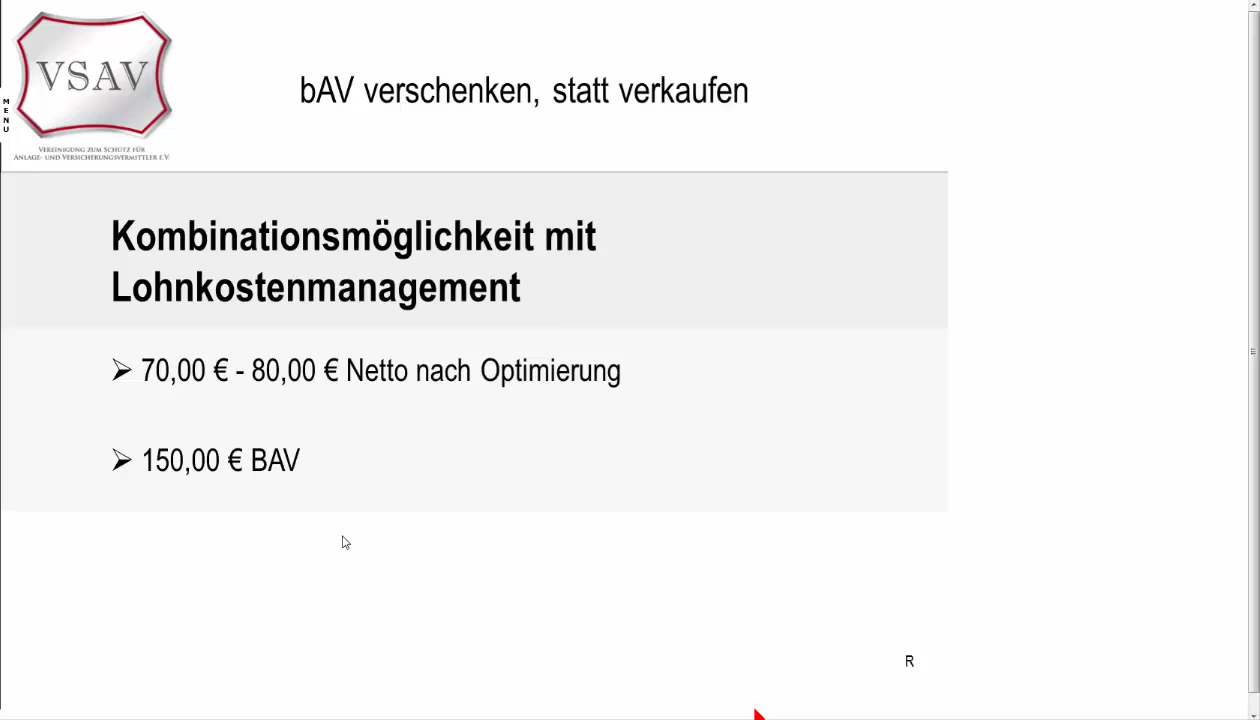 VSAV
MENU
VEREINIGUNG ZUM SCHUTZ FÜR
ANLAGE- UND VERSICHERUNGSVERMITTLER E.V.
bAV verschenken, statt verkaufen
Kombinationsmöglichkeit mit
Lohnkostenmanagement
➢ 70,00 € - 80,00 € Netto nach Optimierung
➢ 150,00 € BAV
R